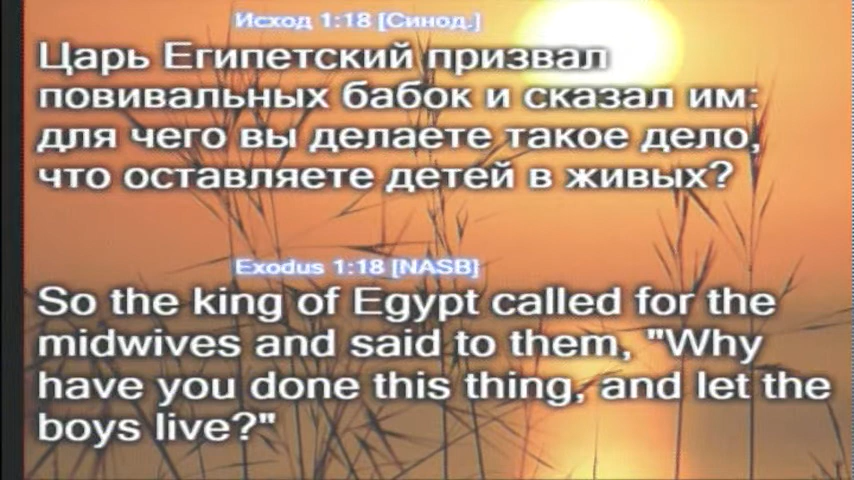 Исход 1:18 [Синод.]
Царь Египетский призвал
повивальных бабок и сказал им:
для чего вы делаете такое дело,
что оставляете детей в живых?
Exodus 1:18 [NASB]
So the king of Egypt called for the
midwives and said to them, "Why
have you done this thing, and let the
boys live?"